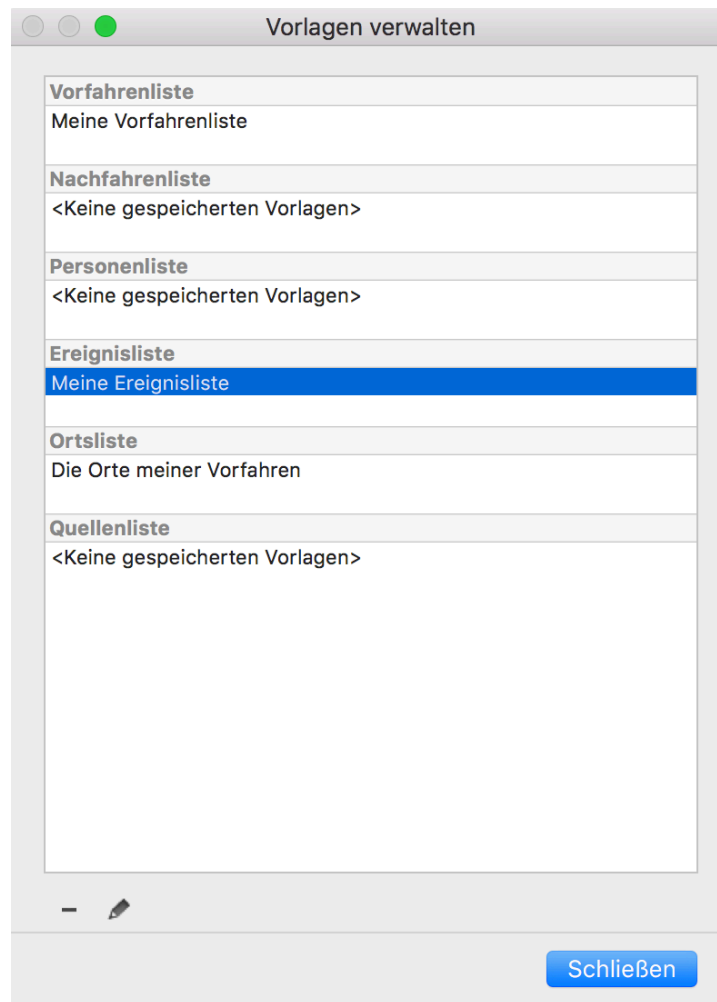 Vorlagen verwalten
Vorfahrenliste
Meine Vorfahrenliste
Nachfahrenliste
<Keine gespeicherten Vorlagen>
Personenliste
<Keine gespeicherten Vorlagen>
Ereignisliste
Meine Ereignisliste
Ortsliste
Die Orte meiner Vorfahren
Quellenliste
<Keine gespeicherten Vorlagen>
Schließen